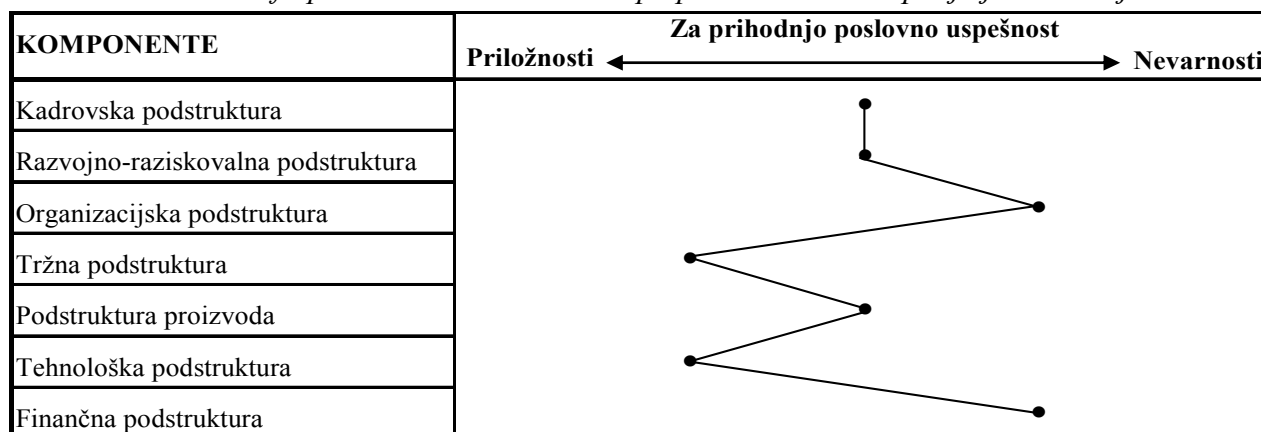 KOMPONENTE
Za prihodnjo poslovno uspešnost
Priložnosti Nevarnosti
Kadrovska podstruktura
Razvojno-raziskovalna podstruktura
Organizacijska podstruktura
Tržna podstruktura
Podstruktura proizvoda
Tehnološka podstruktura
Finančna podstruktura